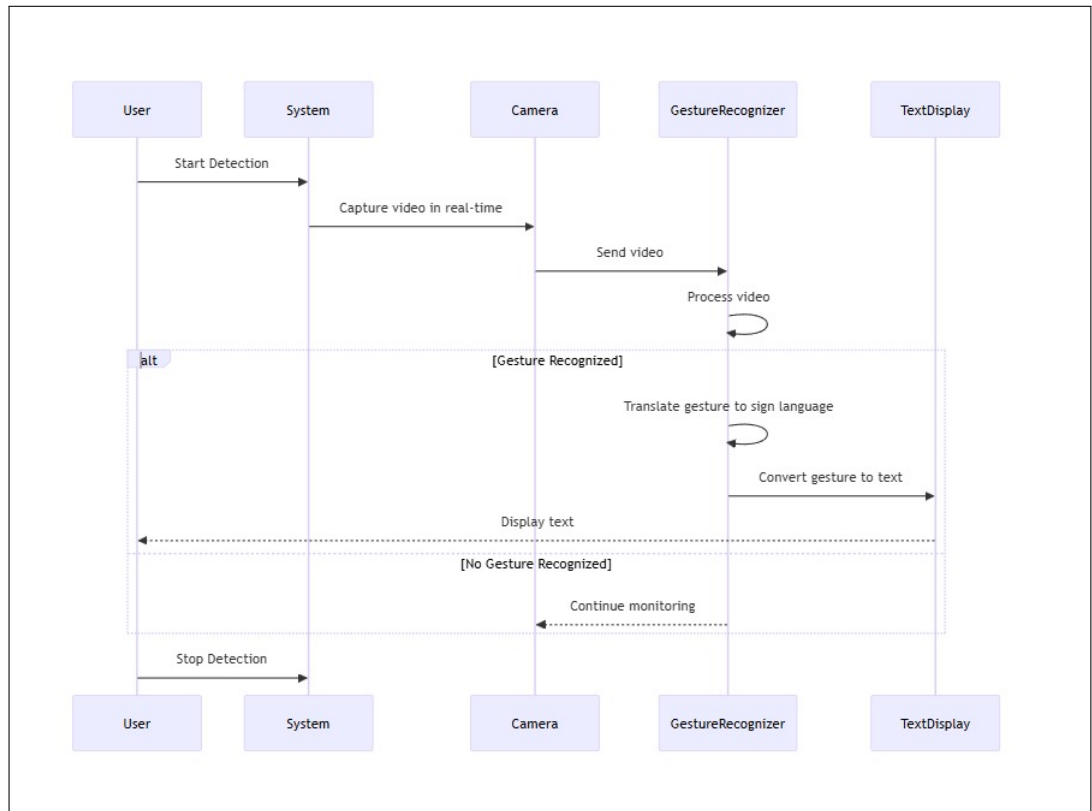 User System Camera GestureRecognizer TextDisplay
Start Detection
Capture video in real-time
Send video
Process video
alt [Gesture Recognized]
Translate gesture to sign language
Convert gesture to text
Display text
[No Gesture Recognized]
Continue monitoring
Stop Detection
User System Camera GestureRecognizer TextDisplay